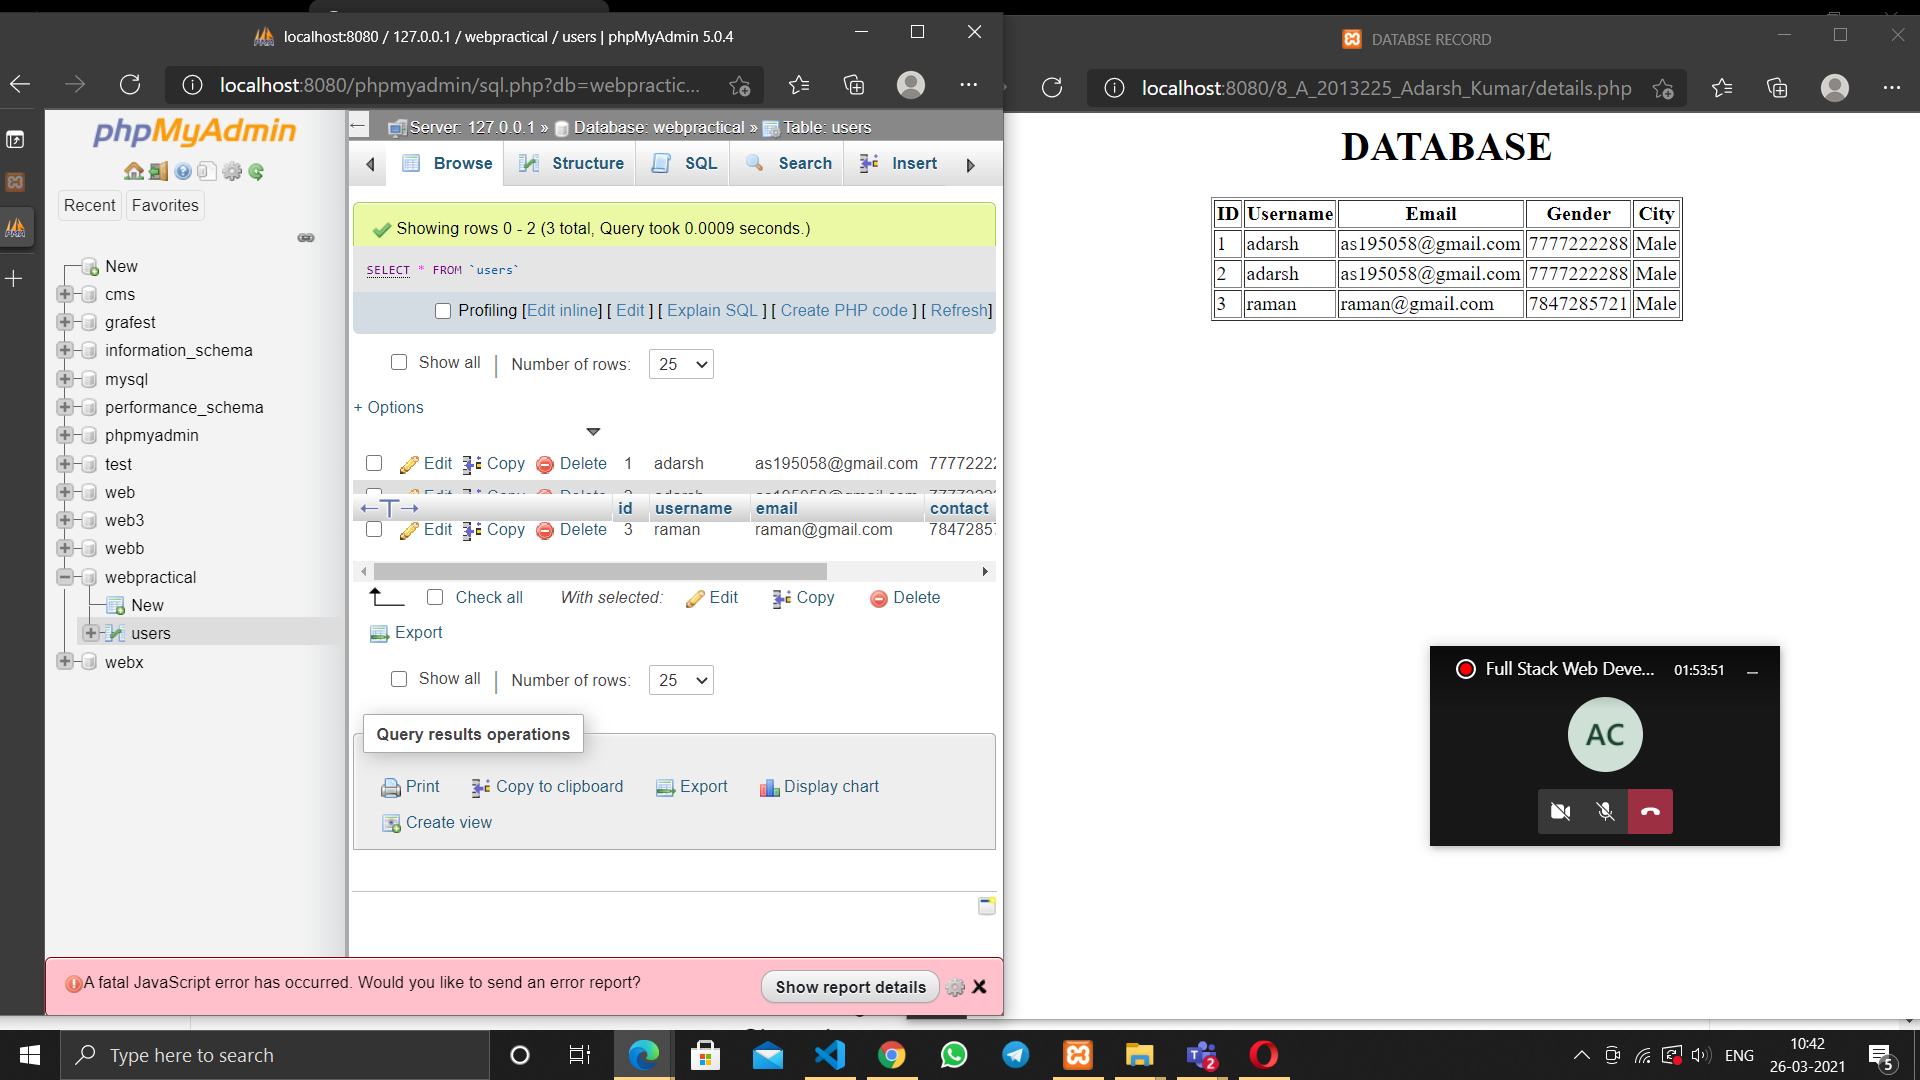 localhost:8080 / 127.0.0.1 / webpractical / users | phpMyAdmin 5.0.4
localhost:8080/phpmyadmin/sql.php?db=webpractic...
DATABSE RECORD
localhost:8080/8_A_2013225_Adarsh_Kumar/details.php
phpMyAdmin
Recent
Favorites
New
cms
grafest
information_schema
mysql
performance_schema
phpmyadmin
test
web
web3
webb
webpractical
New
users
webx
Server: 127.0.0.1 » Database: webpractical » Table: users
Browse Structure SQL Search Insert
Showing rows 0 - 2 (3 total, Query took 0.0009 seconds.)
SELECT * FROM `users`
Profiling [Edit inline] [ Edit ] [ Explain SQL ] [ Create PHP code ] [ Refresh]
Show all | Number of rows: 25
+ Options
Edit Copy Delete 1 adarsh as195058@gmail.com 7777222
id username email contact
Edit Copy Delete 3 raman raman@gmail.com 7847285
Check all With selected: Edit Copy Delete
Export
Show all | Number of rows: 25
Query results operations
Print Copy to clipboard Export Display chart
Create view
A fatal JavaScript error has occurred. Would you like to send an error report?
Show report details
DATABASE
ID Username Email Gender City
1 adarsh as195058@gmail.com 7777222288 Male
2 adarsh as195058@gmail.com 7777222288 Male
3 raman raman@gmail.com 7847285721 Male
Full Stack Web Deve... 01:53:51
AC
Type here to search
2
ENG
10:42
26-03-2021
5